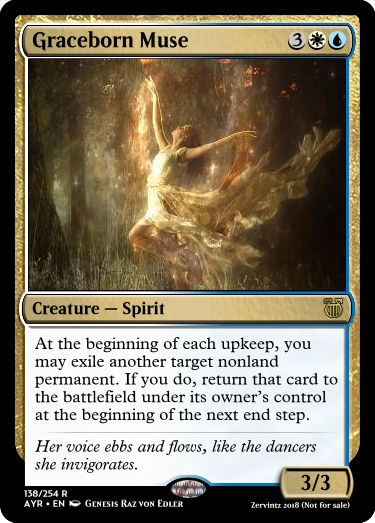 Graceborn Muse 3
Creature — Spirit
At the beginning of each upkeep, you
may exile another target nonland
permanent. If you do, return that card to
the battlefield under its owner's control
at the beginning of the next end step.
Her voice ebbs and flows, like the dancers
she invigorates.
3/3
138/254 R
AYR • EN Genesis Raz von Edler
Zervintz 2018 (Not for sale)